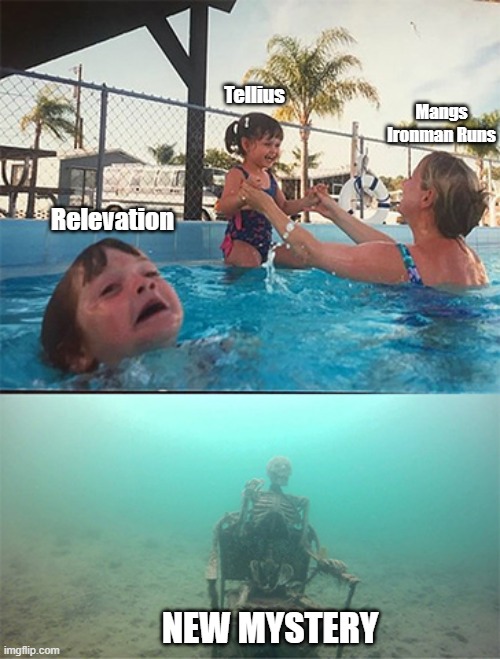 Tellius
Mangs
Ironman Runs
Relevation
NEW MYSTERY
imgflip.com